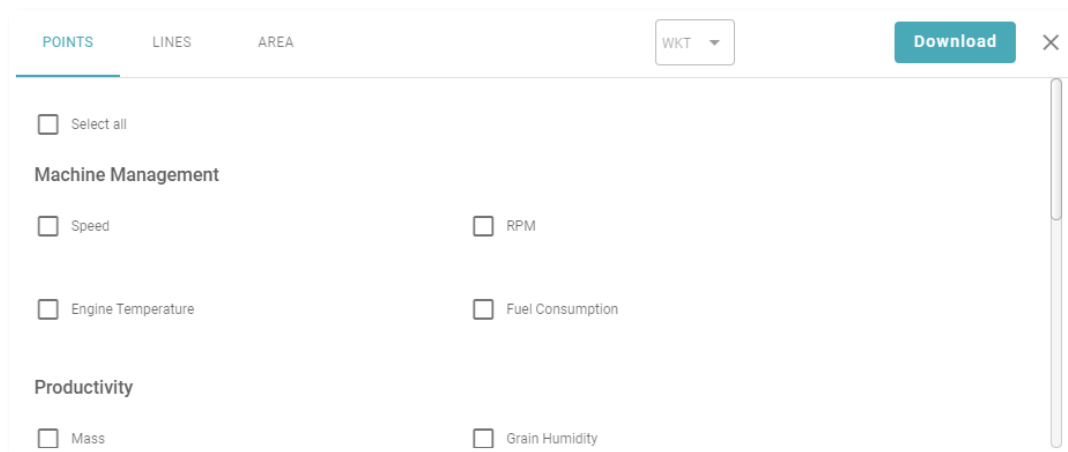 POINTS LINES AREA WKT Download
Select all
Machine Management
Speed RPM
Engine Temperature Fuel Consumption
Productivity
Mass Grain Humidity